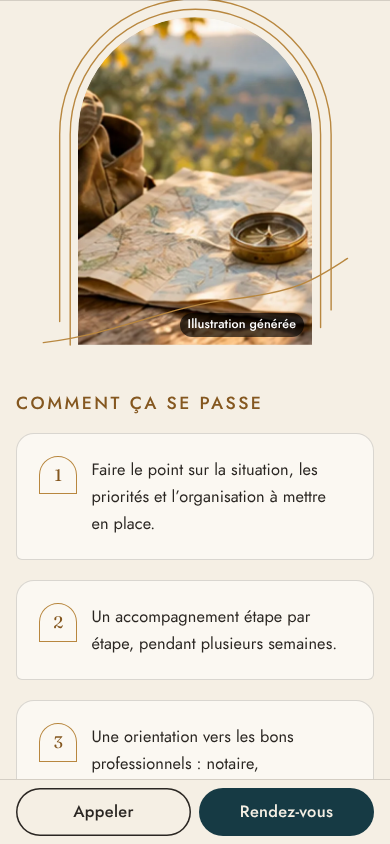 Illustration générée
COMMENT ÇA SE PASSE
1
Faire le point sur la situation, les
priorités et l’organisation à mettre
en place.
2
Un accompagnement étape par
étape, pendant plusieurs semaines.
3
Une orientation vers les bons
professionnels : notaire,
Appeler
Rendez-vous